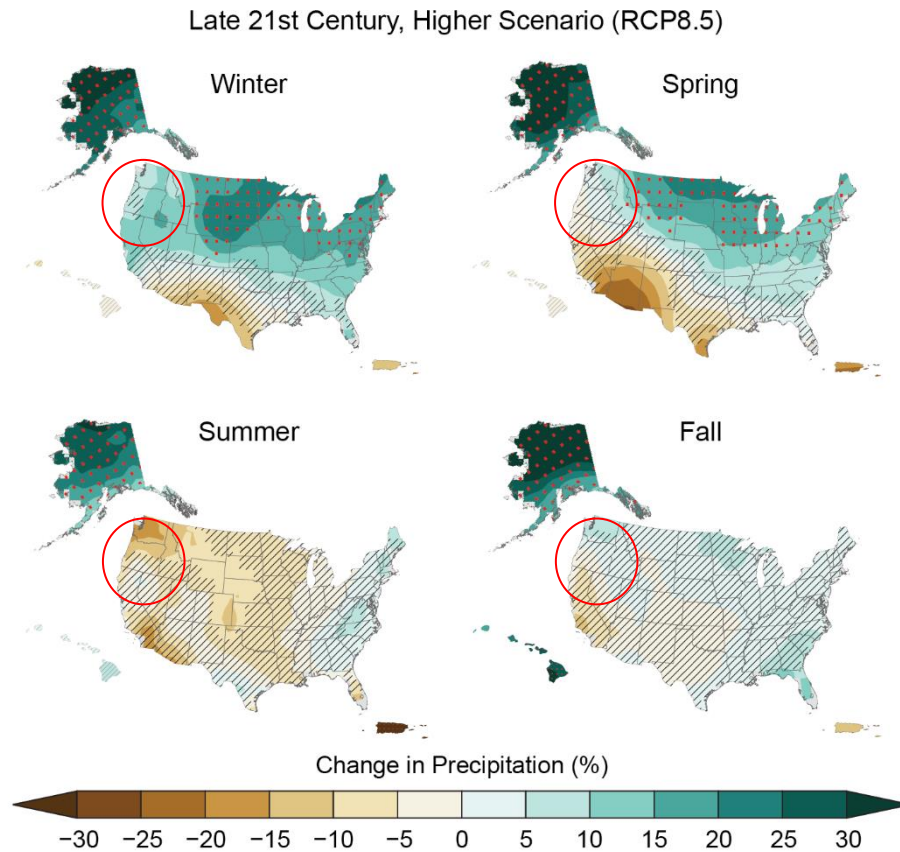 Late 21st Century, Higher Scenario (RCP8.5)
Winter
Spring
Summer
Fall
Change in Precipitation (%)
−30 −25 −20 −15 −10 −5 0 5 10 15 20 25 30